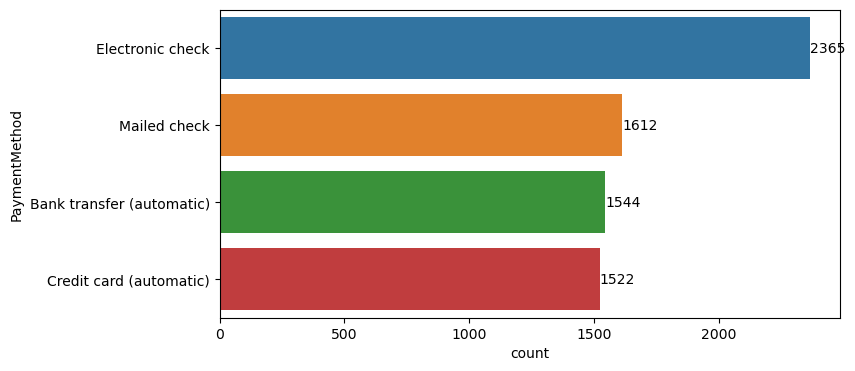 Electronic check
2365
Mailed check
1612
Bank transfer (automatic)
1544
Credit card (automatic)
1522
PaymentMethod
0 500 1000 1500 2000
count